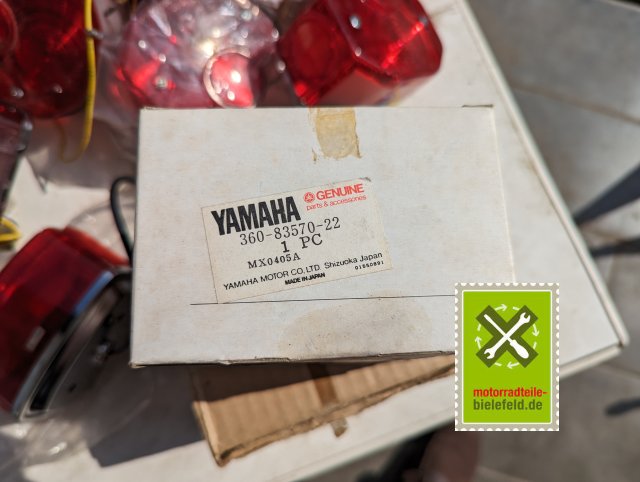 YAMAHA
GENUINE
parts & accessories
360-83570-22
1 PC
MX0405A
YAMAHA MOTOR CO., LTD. Shizuoka Japan
MADE IN JAPAN
motorradteile-
bielefeld.de